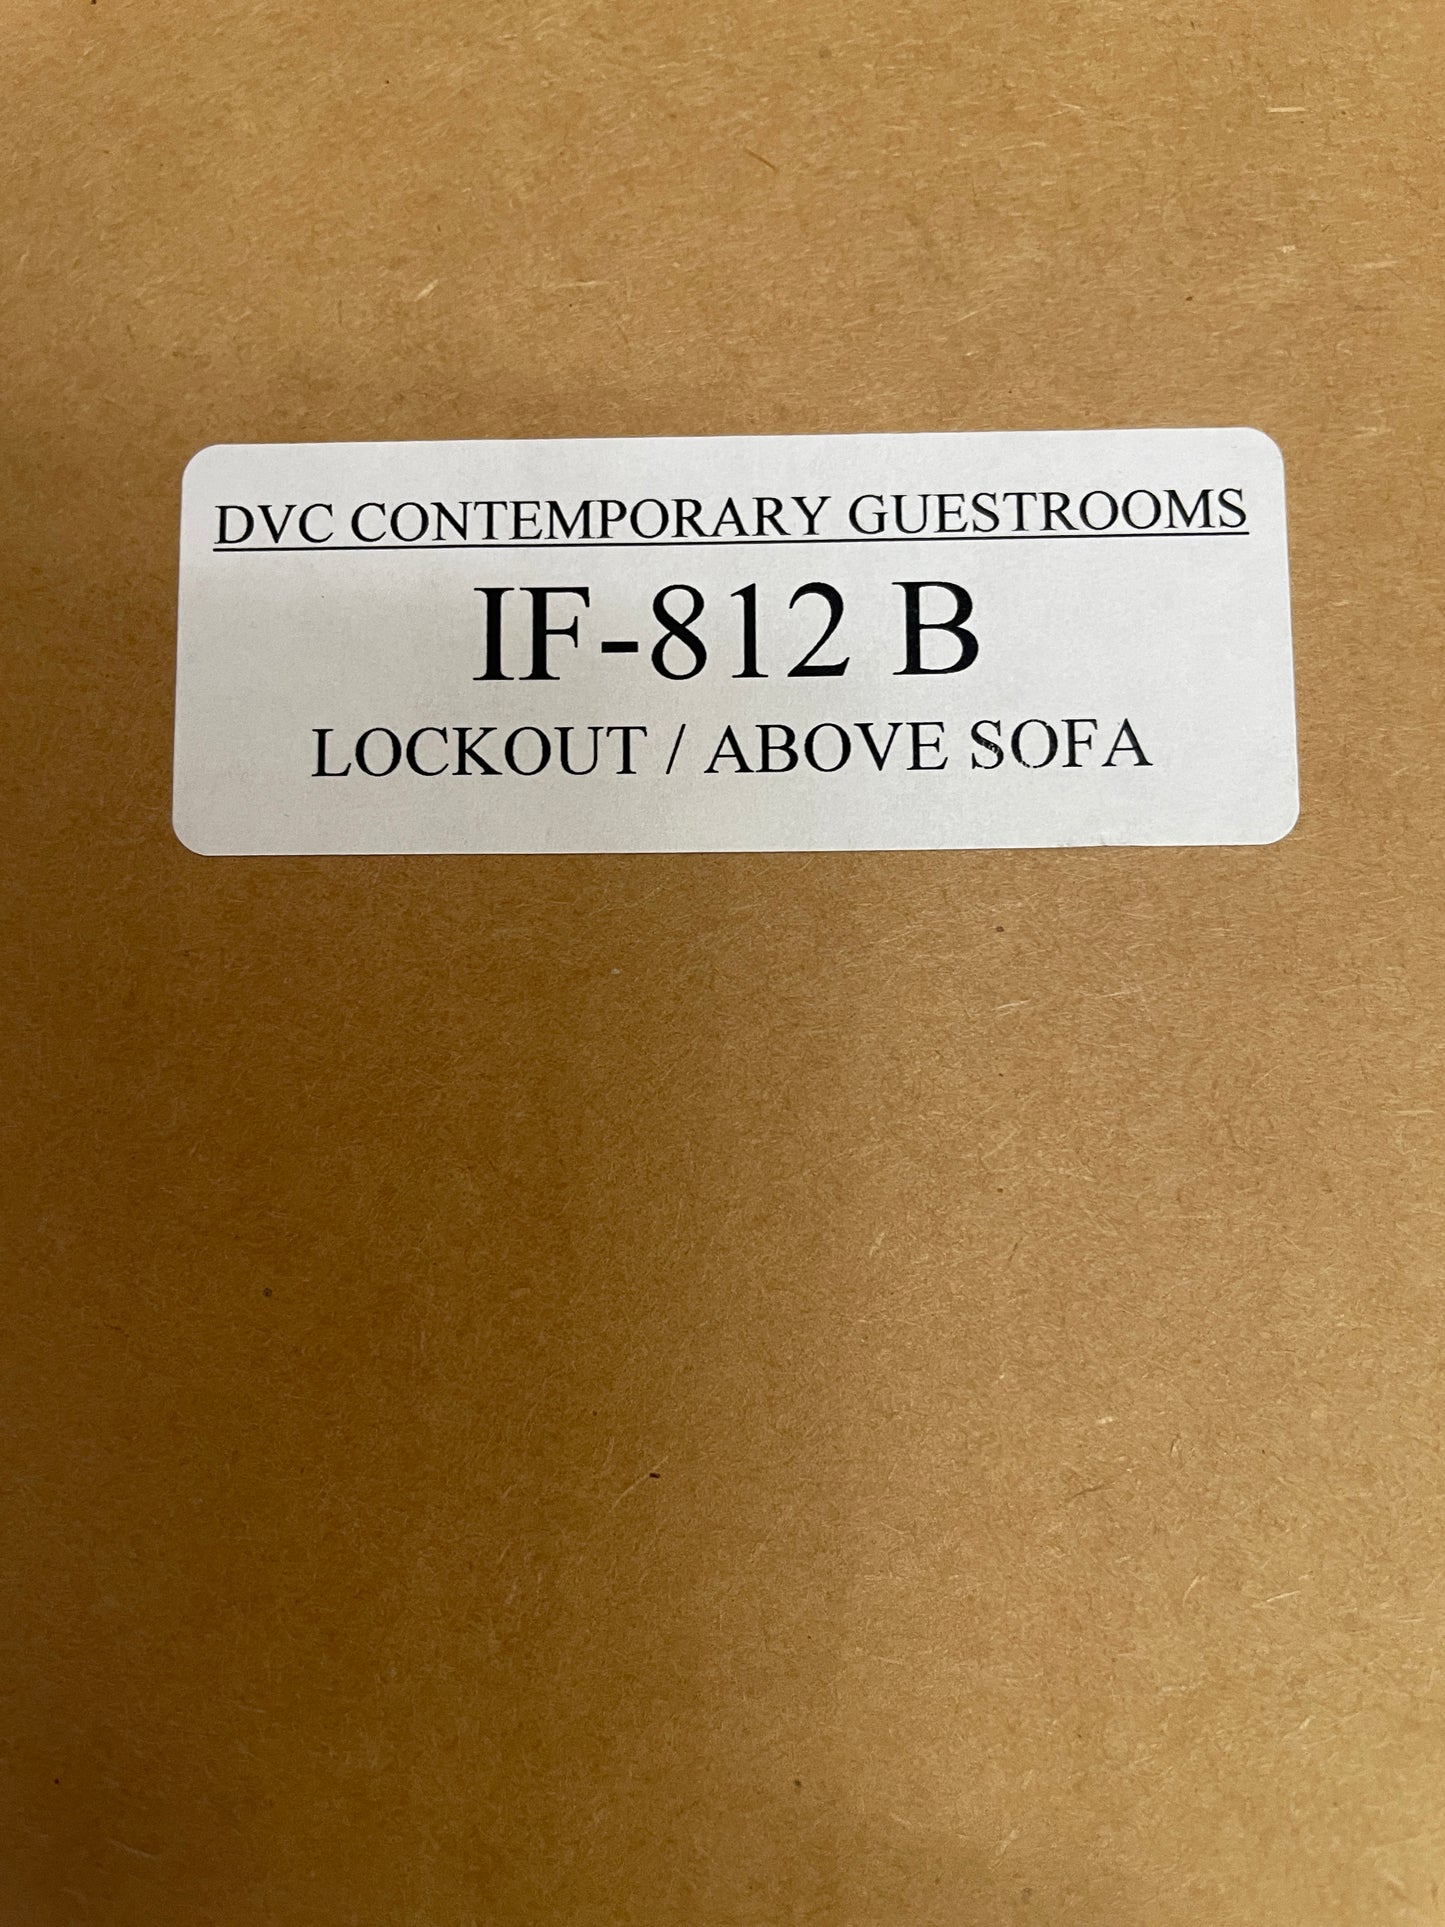 DVC CONTEMPORARY GUESTROOMS
IF-812 B
LOCKOUT / ABOVE SOFA